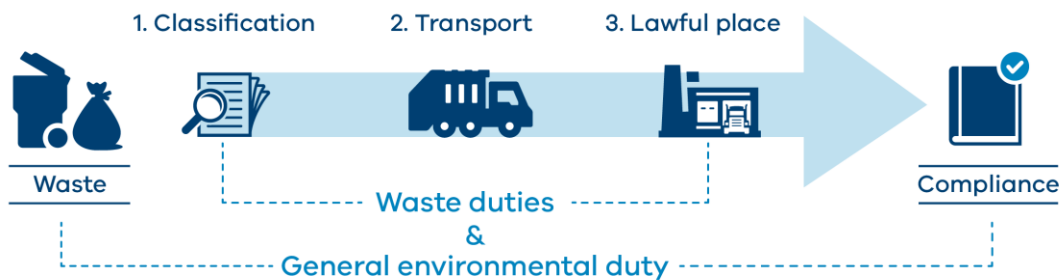 1. Classification
2. Transport
3. Lawful place
Waste
Compliance
Waste duties
&
General environmental duty